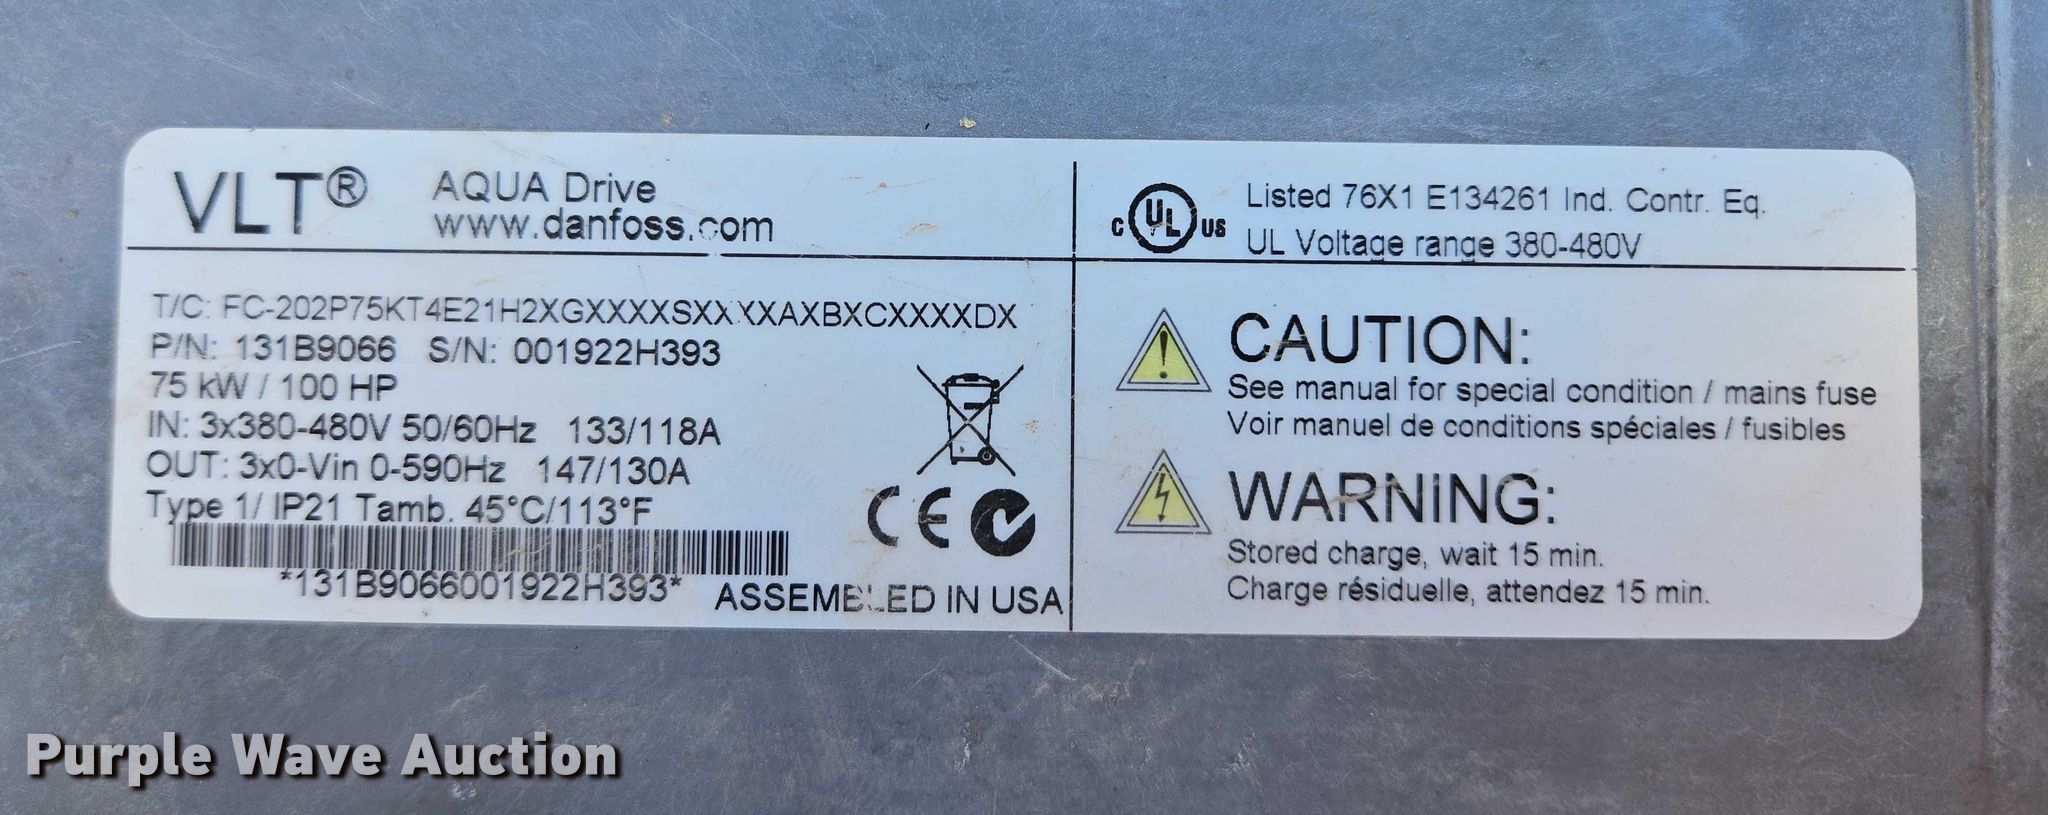 VLT® AQUA Drive
www.danfoss.com
T/C: FC-202P75KT4E21H2XGXXXXSXXXXAXBXCXXXXDX
P/N: 131B9066 S/N: 001922H393
75 kW / 100 HP
IN: 3x380-480V 50/60Hz 133/118A
OUT: 3x0-Vin 0-590Hz 147/130A
Type 1/ IP21 Tamb. 45°C/113°F
*131B9066001922H393*
CE
ASSEMBLED IN USA
c UL US
Listed 76X1 E134261 Ind. Contr. Eq.
UL Voltage range 380-480V
CAUTION:
See manual for special condition / mains fuse
Voir manuel de conditions spéciales / fusibles
WARNING:
Stored charge, wait 15 min.
Charge résiduelle, attendez 15 min.
Purple Wave Auction